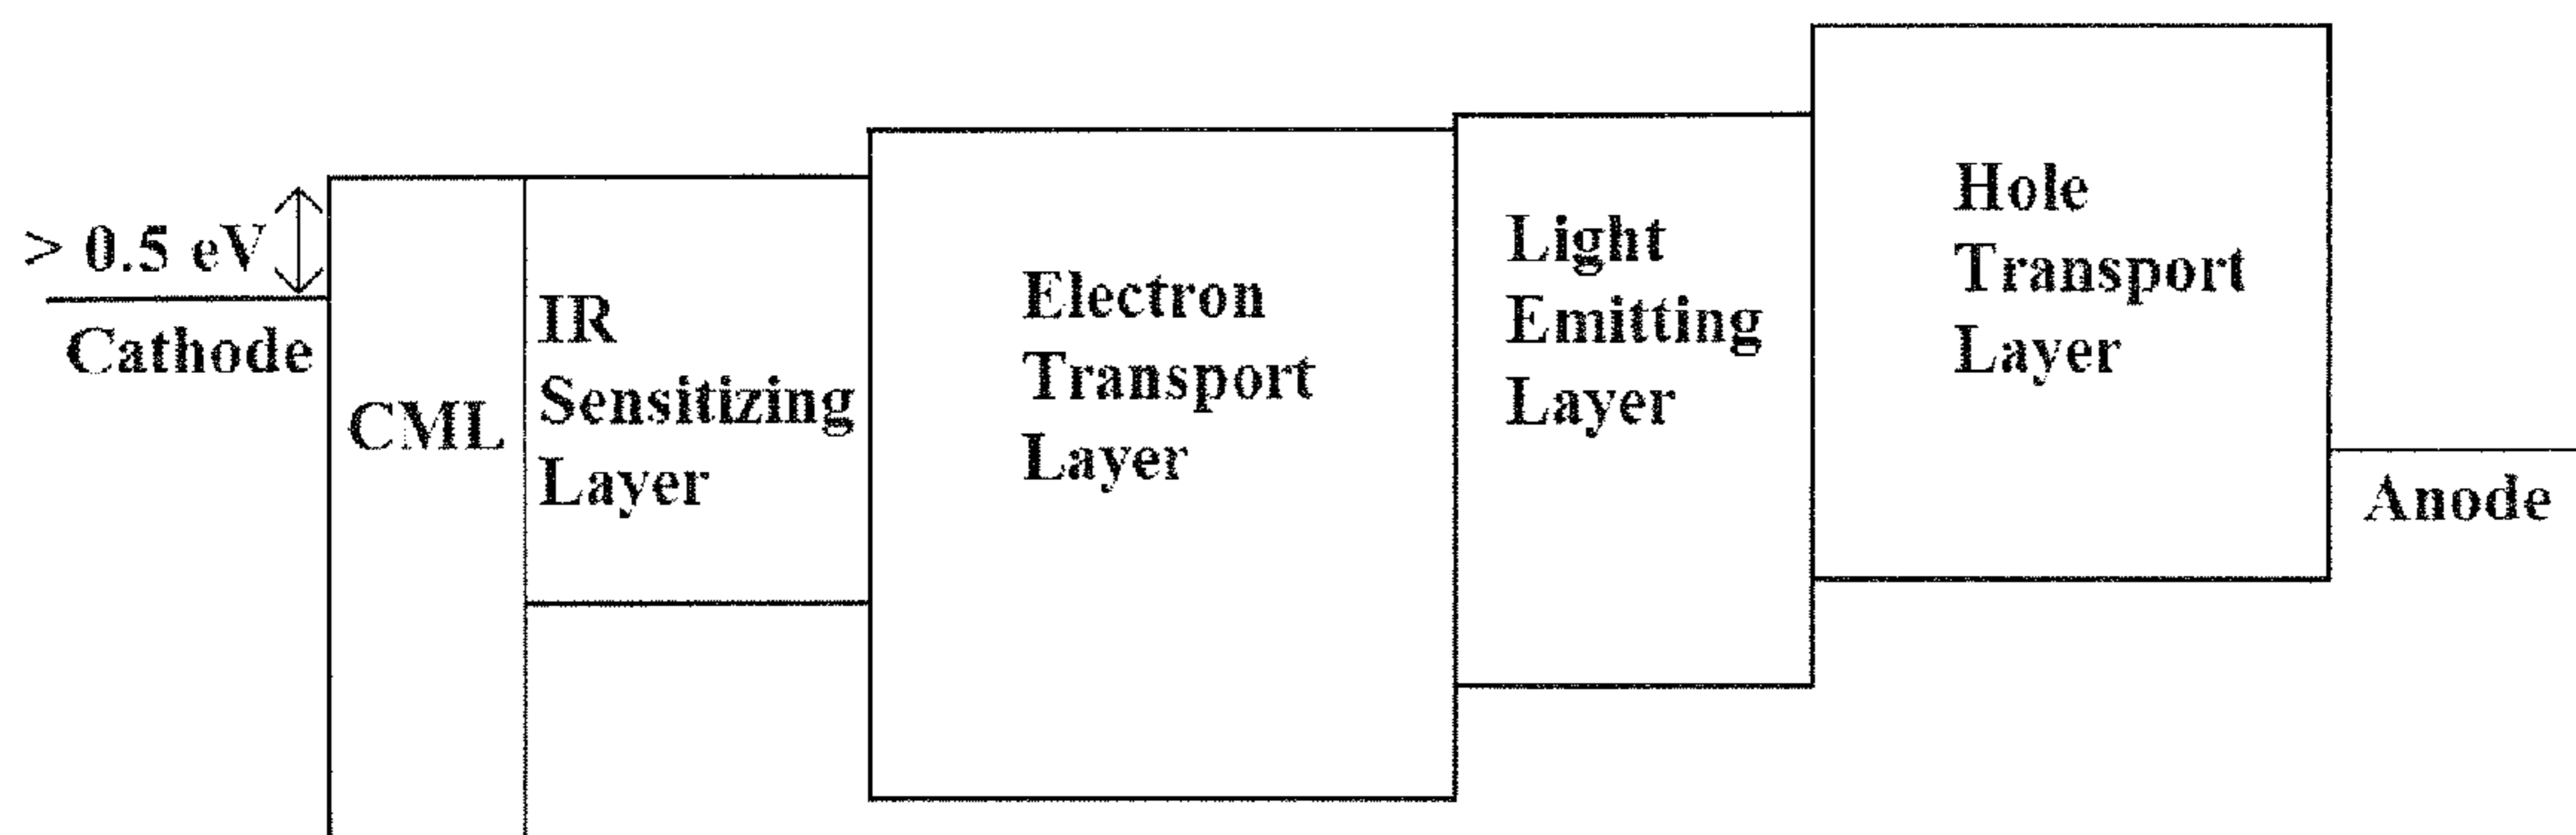 > 0.5 eV
Cathode
CML
IR
Sensitizing
Layer
Electron
Transport
Layer
Light
Emitting
Layer
Hole
Transport
Layer
Anode